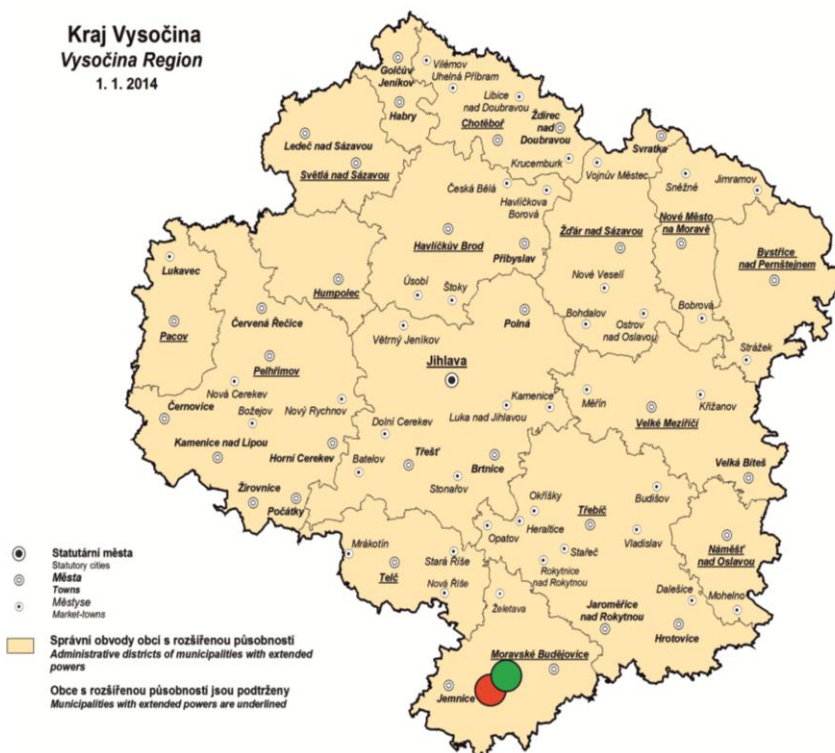 Kraj Vysočina
Vysočina Region
1. 1. 2014
Golčův
Jeníkov
Vilémov
Uhelná Příbram
Habry
Libice
nad Doubravou
Chotěboř
Ždírec
nad
Doubravou
Ledeč nad Sázavou
Světlá nad Sázavou
Krucemburk
Svratka
Vojnův Městec
Sněžné
Jimramov
Česká Bělá
Havlíčkova
Borová
Havlíčkův Brod
Přibyslav
Žďár nad Sázavou
Nové Město
na Moravě
Bystřice
nad Pernštejnem
Lukavec
Humpolec
Úsobí
Štoky
Nové Veselí
Pacov
Červená Řečice
Větrný Jeníkov
Polná
Bohdalov
Ostrov
nad Oslavou
Bobrová
Strážek
Pelhřimov
Jihlava
Nová Cerekev
Černovice
Božejov
Nový Rychnov
Kamenice
Luka nad Jihlavou
Měřín
Velké Meziříčí
Křižanov
Dolní Cerekev
Kamenice nad Lipou
Horní Cerekev
Batelov
Třešť
Brtnice
Stonařov
Velká Bíteš
Žirovnice
Počátky
Okříšky
Třebíč
Budišov
Opatov
Heraltice
Stařeč
Vladislav
Náměšť
nad Oslavou
Mrákotín
Telč
Stará Říše
Nová Říše
Rokytnice
nad Rokytnou
Želetava
Jaroměřice
nad Rokytnou
Dalešice
Mohelno
Hrotovice
Moravské Budějovice
Jemnice
Statutární města
Statutory cities
Města
Towns
Městyse
Market-towns
Správní obvody obcí s rozšířenou působností
Administrative districts of municipalities with extended
powers
Obce s rozšířenou působností jsou podtrženy
Municipalities with extended powers are underlined